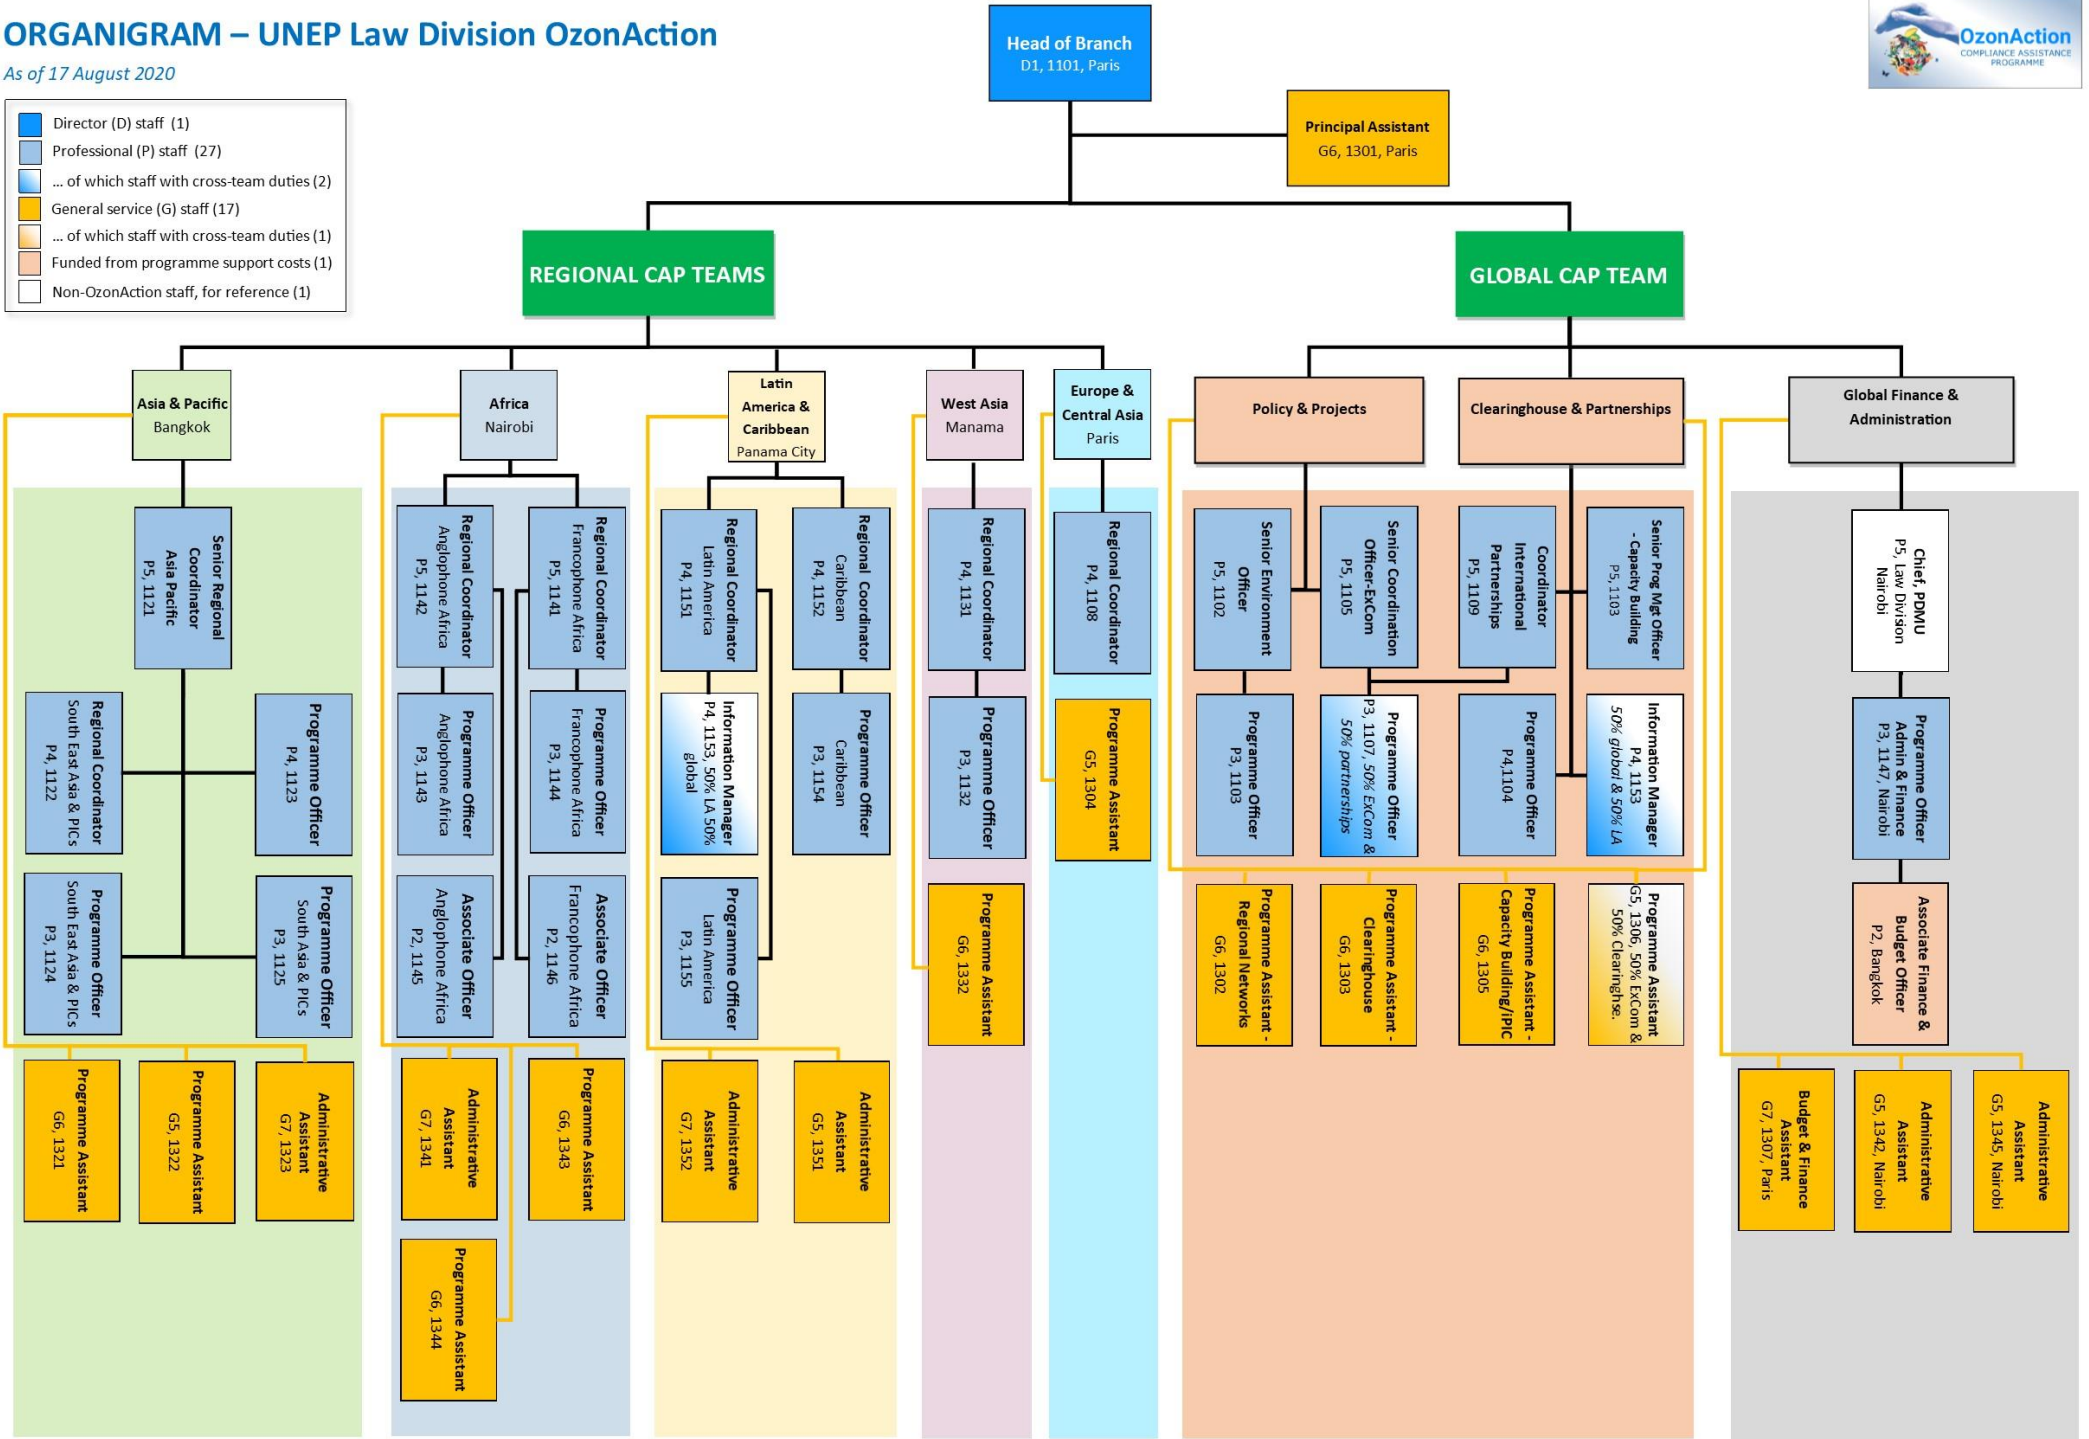 ORGANIGRAM – UNEP Law Division OzonAction
As of 17 August 2020
OzonAction
COMPLIANCE ASSISTANCE
PROGRAMME
Director (D) staff (1)
Professional (P) staff (27)
... of which staff with cross-team duties (2)
General service (G) staff (17)
... of which staff with cross-team duties (1)
Funded from programme support costs (1)
Non-OzonAction staff, for reference (1)
Head of Branch
D1, 1101, Paris
Principal Assistant
G6, 1301, Paris
REGIONAL CAP TEAMS
GLOBAL CAP TEAM
Asia & Pacific
Bangkok
Africa
Nairobi
Latin
America &
Caribbean
Panama City
West Asia
Manama
Europe &
Central Asia
Paris
Policy & Projects
Clearinghouse & Partnerships
Global Finance &
Administration
Senior Regional
Coordinator
Asia Pacific
P5, 1121
Regional Coordinator
South East Asia & PICs
P4, 1122
Programme Officer
P4, 1123
Programme Officer
South East Asia & PICs
P3, 1124
Programme Officer
South Asia & PICs
P3, 1125
Programme Assistant
G6, 1321
Programme Assistant
G5, 1322
Administrative
Assistant
G7, 1323
Regional Coordinator
Anglophone Africa
P5, 1142
Regional Coordinator
Francophone Africa
P5, 1141
Programme Officer
Anglophone Africa
P3, 1143
Programme Officer
Francophone Africa
P3, 1144
Associate Officer
Anglophone Africa
P2, 1145
Associate Officer
Francophone Africa
P2, 1146
Administrative
Assistant
G7, 1341
Programme Assistant
G6, 1343
Programme Assistant
G6, 1344
Regional Coordinator
Latin America
P4, 1151
Regional Coordinator
Caribbean
P4, 1152
Information Manager
P4, 1153, 50% LA 50%
global
Programme Officer
Caribbean
P3, 1154
Programme Officer
Latin America
P3, 1155
Administrative
Assistant
G7, 1352
Administrative
Assistant
G5, 1351
Regional Coordinator
P4, 1131
Programme Officer
P3, 1132
Programme Assistant
G6, 1332
Regional Coordinator
P4, 1108
Programme Assistant
G5, 1304
Senior Environment
Officer
P5, 1102
Senior Coordination
Officer-ExCom
P5, 1105
Coordinator
International
Partnerships
P5, 1109
Senior Prog Mgt Officer
- Capacity Building
P5, 1103
Programme Officer
P3, 1103
Programme Officer
P3, 1107, 50% ExCom &
50% partnerships
Programme Officer
P4,1104
Information Manager
P4, 1153
50% global & 50% LA
Programme Assistant -
Regional Networks
G6, 1302
Programme Assistant -
Clearinghouse
G6, 1303
Programme Assistant -
Capacity Building/iPIC
G6, 1305
Programme Assistant
G5, 1306, 50% ExCom &
50% Clearinghse.
Chief, PDMU
P5, Law Division
Nairobi
Programme Officer
Admin & Finance
P3, 1147, Nairobi
Associate Finance &
Budget Officer
P2, Bangkok
Budget & Finance
Assistant
G7, 1307, Paris
Administrative
Assistant
G5, 1342, Nairobi
Administrative
Assistant
G5, 1345, Nairobi